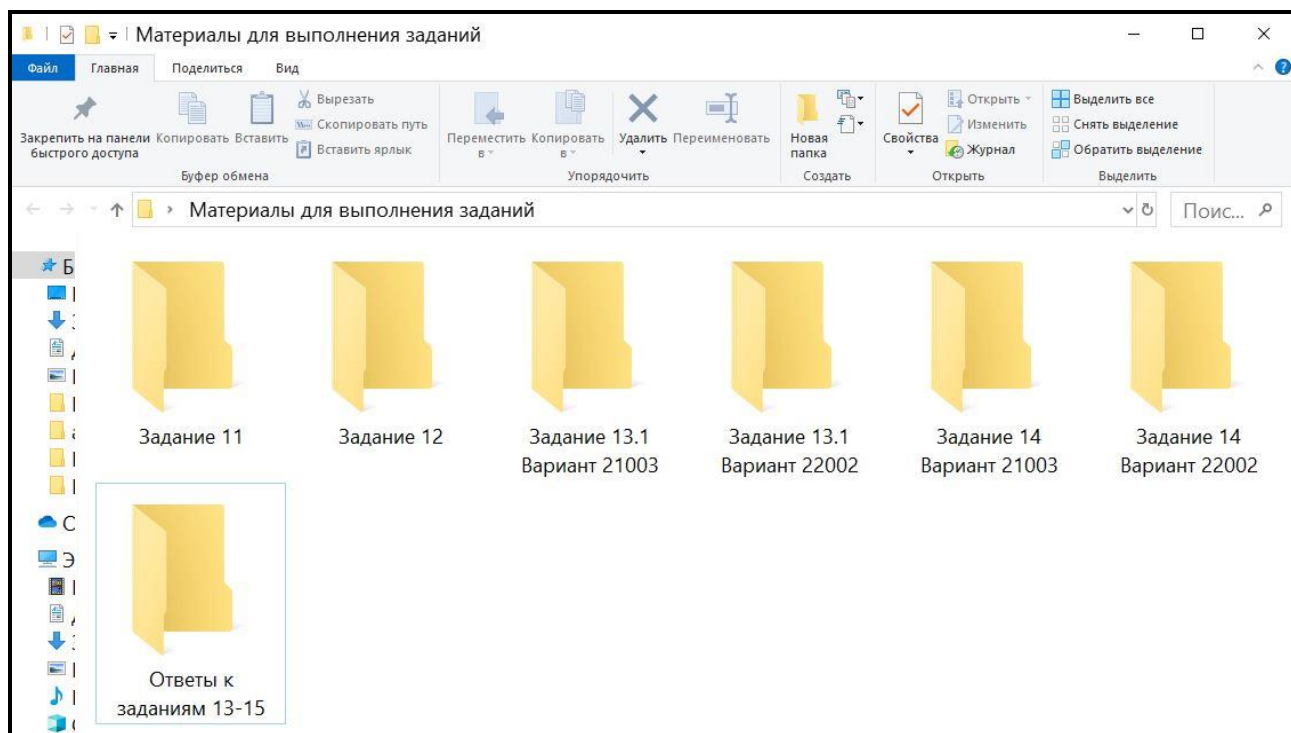 Материалы для выполнения заданий
Файл Главная Поделиться Вид
Закрепить на панели быстрого доступа
Копировать
Вставить
Вырезать
Скопировать путь
Вставить ярлык
Буфер обмена
Переместить в
Копировать в
Удалить
Переименовать
Упорядочить
Новая папка
Создать
Свойства
Открыть
Изменить
Журнал
Открыть
Выделить все
Снять выделение
Обратить выделение
Выделить
Материалы для выполнения заданий
Поис...
Задание 11
Задание 12
Задание 13.1
Вариант 21003
Задание 13.1
Вариант 22002
Задание 14
Вариант 21003
Задание 14
Вариант 22002
Ответы к
заданиям 13-15